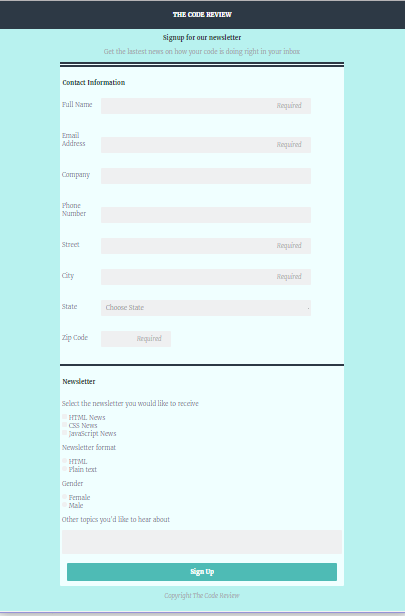 THE CODE REVIEW
Signup for our newsletter
Get the lastest news on how your code is doing right in your inbox
Contact Information
Full Name Required
Email
Address Required
Company
Phone
Number
Street Required
City Required
State Choose State
Zip Code Required
Newsletter
Select the newsletter you would like to receive
HTML News
CSS News
JavaScript News
Newsletter format
HTML
Plain text
Gender
Female
Male
Other topics you'd like to hear about
Sign Up
Copyright The Code Review